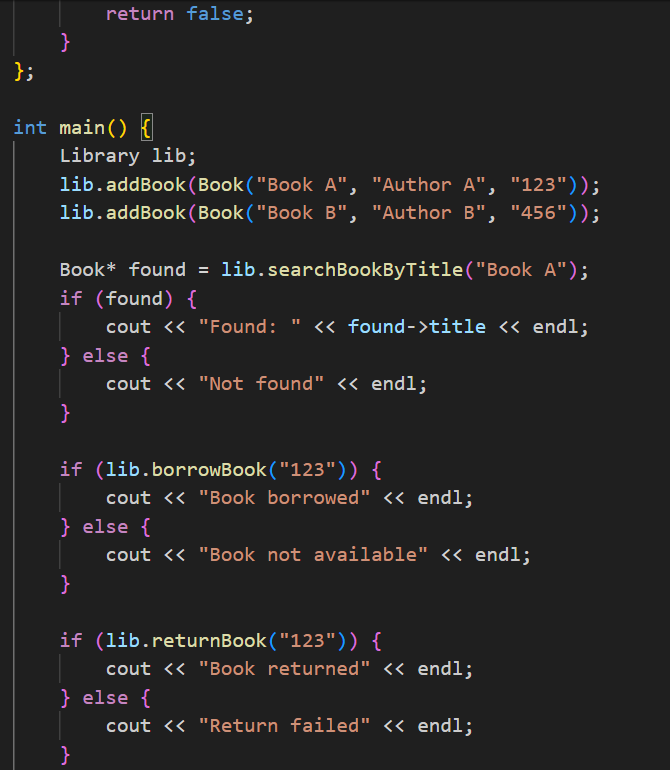 return false;
    }
};

int main() {
    Library lib;
    lib.addBook(Book("Book A", "Author A", "123"));
    lib.addBook(Book("Book B", "Author B", "456"));

    Book* found = lib.searchBookByTitle("Book A");
    if (found) {
        cout << "Found: " << found->title << endl;
    } else {
        cout << "Not found" << endl;
    }

    if (lib.borrowBook("123")) {
        cout << "Book borrowed" << endl;
    } else {
        cout << "Book not available" << endl;
    }

    if (lib.returnBook("123")) {
        cout << "Book returned" << endl;
    } else {
        cout << "Return failed" << endl;
    }